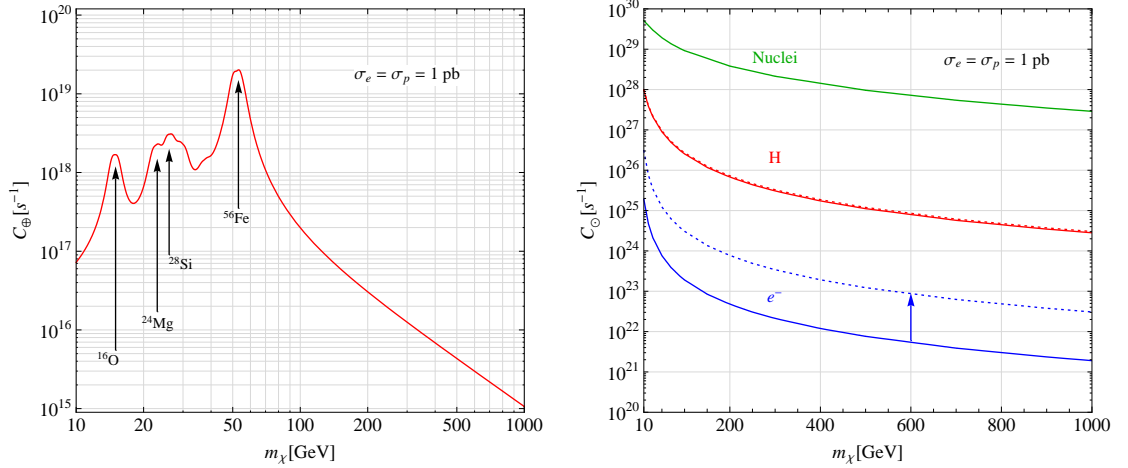 10^20
10^19
10^18
10^17
10^16
10^15
C⊕[s^−1]
σe = σp = 1 pb
56Fe
28Si
24Mg
16O
10 20 50 100 200 500 1000
mχ[GeV]
10^30
10^29
10^28
10^27
10^26
10^25
10^24
10^23
10^22
10^21
10^20
C⊙[s^−1]
Nuclei
σe = σp = 1 pb
H
e^−
10 200 400 600 800 1000
mχ[GeV]